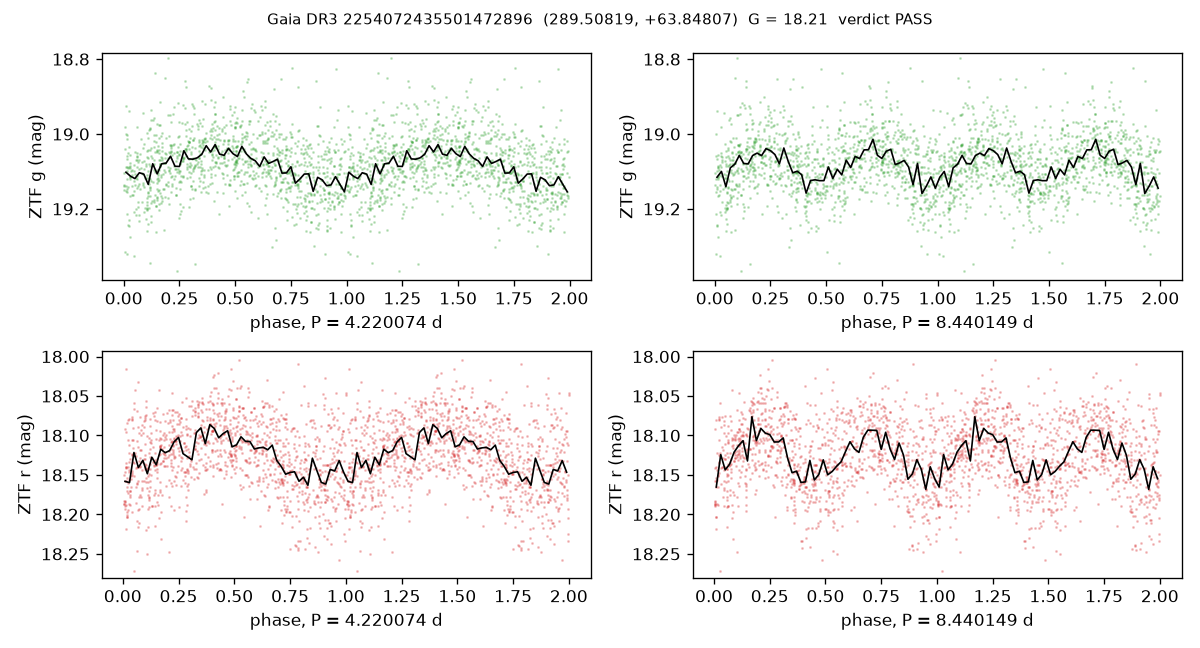 Gaia DR3 2254072435501472896 (289.50819, +63.84807) G = 18.21 verdict PASS
ZTF g (mag)
18.8
19.0
19.2
0.00 0.25 0.50 0.75 1.00 1.25 1.50 1.75 2.00
phase, P = 4.220074 d
ZTF g (mag)
18.8
19.0
19.2
0.00 0.25 0.50 0.75 1.00 1.25 1.50 1.75 2.00
phase, P = 8.440149 d
ZTF r (mag)
18.00
18.05
18.10
18.15
18.20
18.25
0.00 0.25 0.50 0.75 1.00 1.25 1.50 1.75 2.00
phase, P = 4.220074 d
ZTF r (mag)
18.00
18.05
18.10
18.15
18.20
18.25
0.00 0.25 0.50 0.75 1.00 1.25 1.50 1.75 2.00
phase, P = 8.440149 d